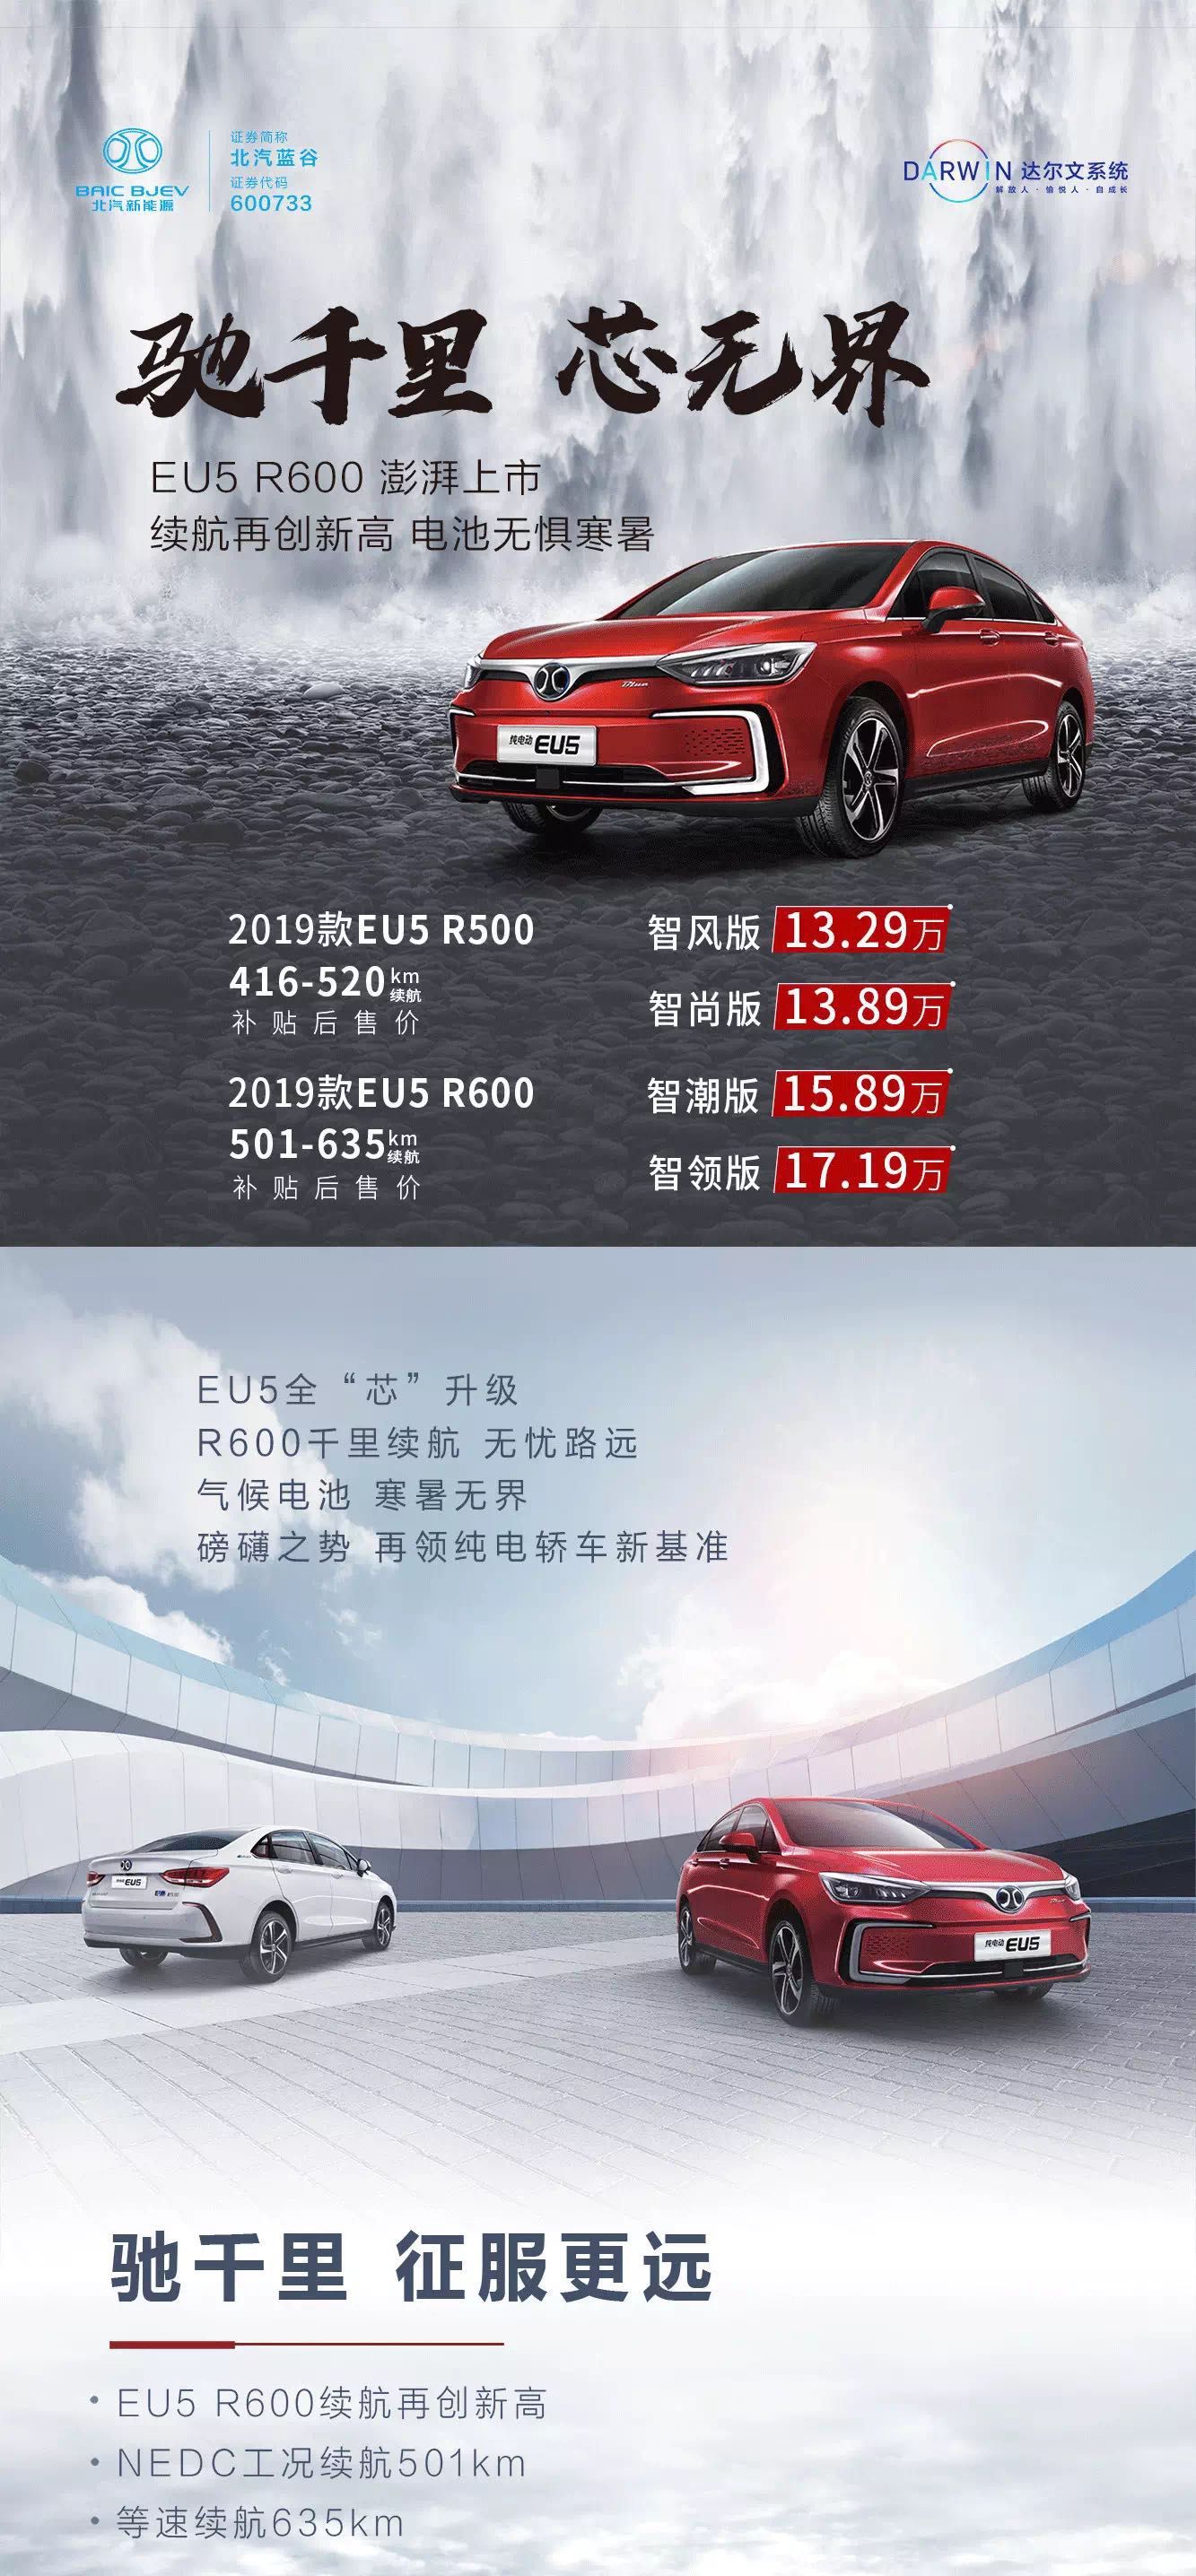 BAIC BJEV
北汽新能源
证券简称
北汽蓝谷
证券代码
600733
DARWIN 达尔文系统
解放人·愉悦人·自成长
驰千里 芯无界
EU5 R600 澎湃上市
续航再创新高 电池无惧寒暑
纯电动 EU5
2019款EU5 R500
416-520km续航
补贴后售价
智风版 13.29万
智尚版 13.89万
2019款EU5 R600
501-635km续航
补贴后售价
智潮版 15.89万
智领版 17.19万
EU5全“芯”升级
R600千里续航 无忧路远
气候电池 寒暑无界
磅礴之势 再领纯电轿车新基准
EU5
纯电动 EU5
驰千里 征服更远
• EU5 R600续航再创新高
• NEDC工况续航501km
• 等速续航635km